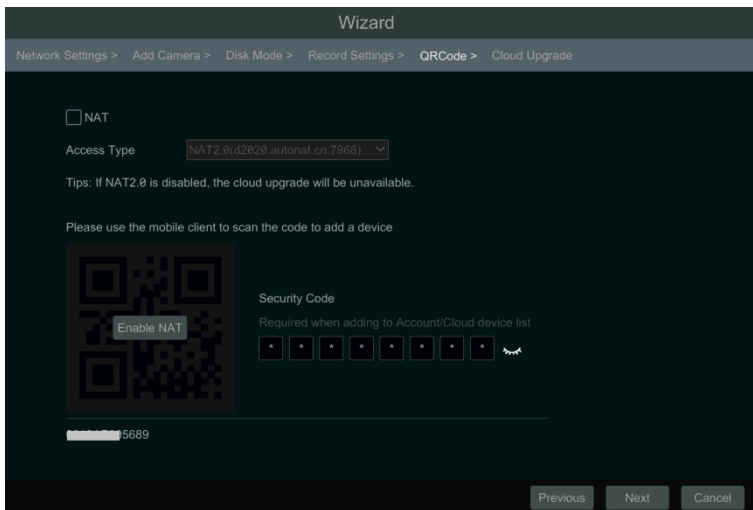 Wizard
Network Settings > Add Camera > Disk Mode > Record Settings > QRCode > Cloud Upgrade
NAT
Access Type NAT2.0(d2020.autonat.cn:7968)
Tips: If NAT2.0 is disabled, the cloud upgrade will be unavailable.
Please use the mobile client to scan the code to add a device
Security Code
Required when adding to Account/Cloud device list
Enable NAT
* * * * * * * *
5689
Previous Next Cancel